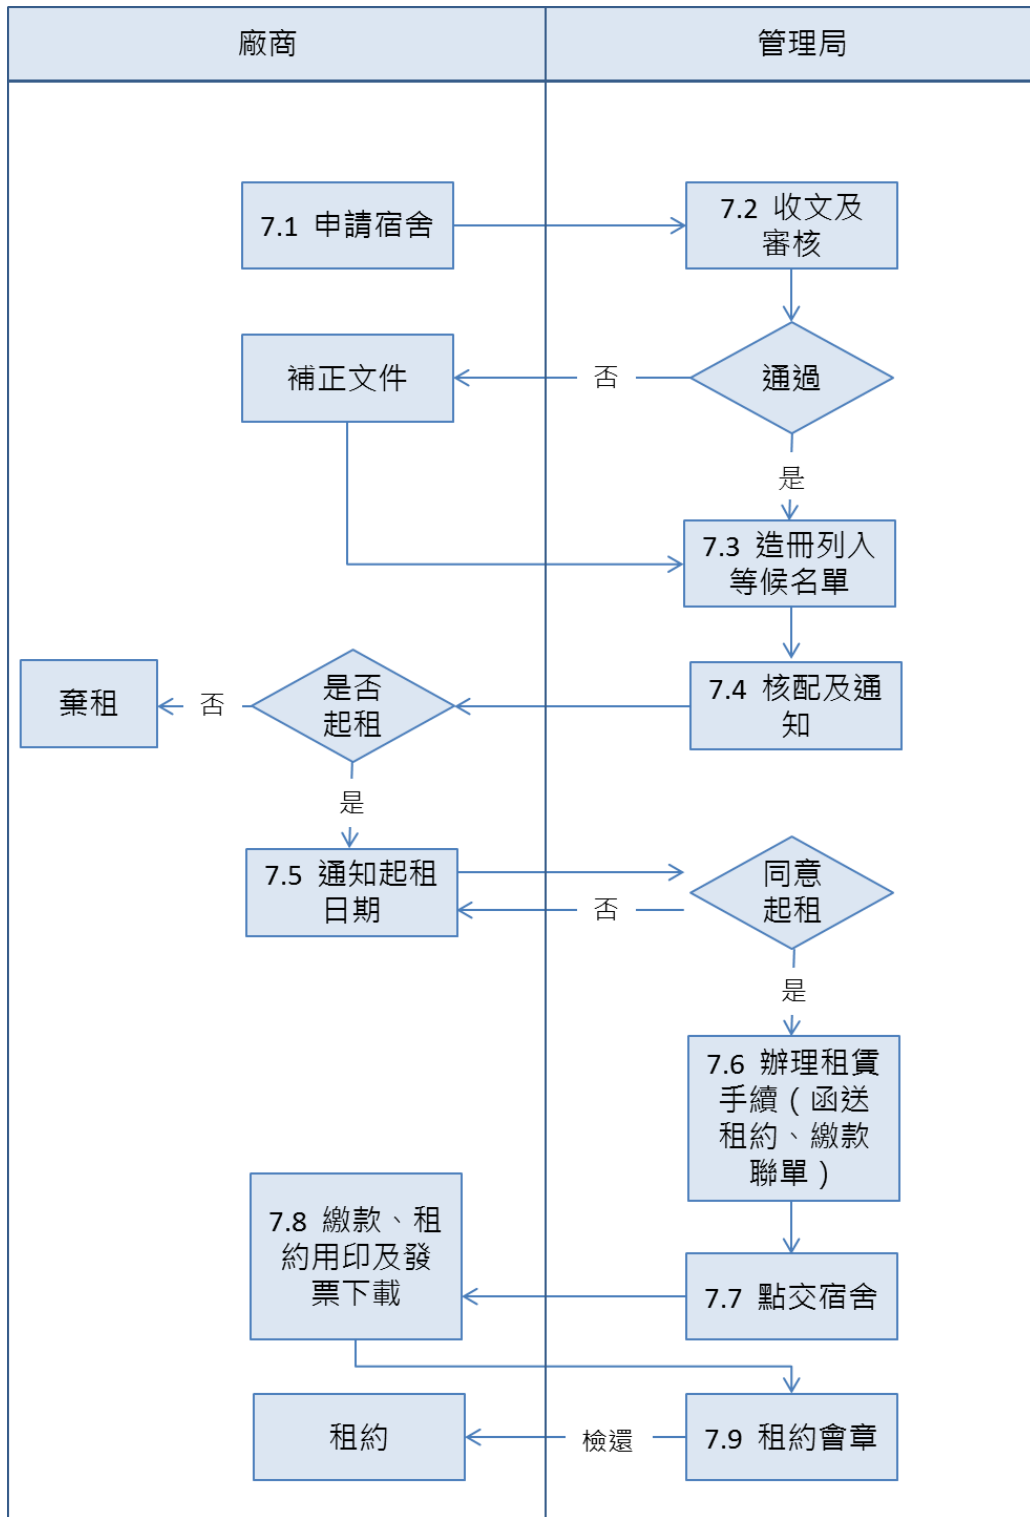 廠商
管理局
7.1 申請宿舍
7.2 收文及
審核
補正文件
否
通過
是
7.3 造冊列入
等候名單
棄租
否
是否
起租
7.4 核配及通
知
是
7.5 通知起租
日期
否
同意
起租
是
7.6 辦理租賃
手續（函送
租約、繳款
聯單）
7.8 繳款、租
約用印及發
票下載
7.7 點交宿舍
租約
檢還
7.9 租約會章